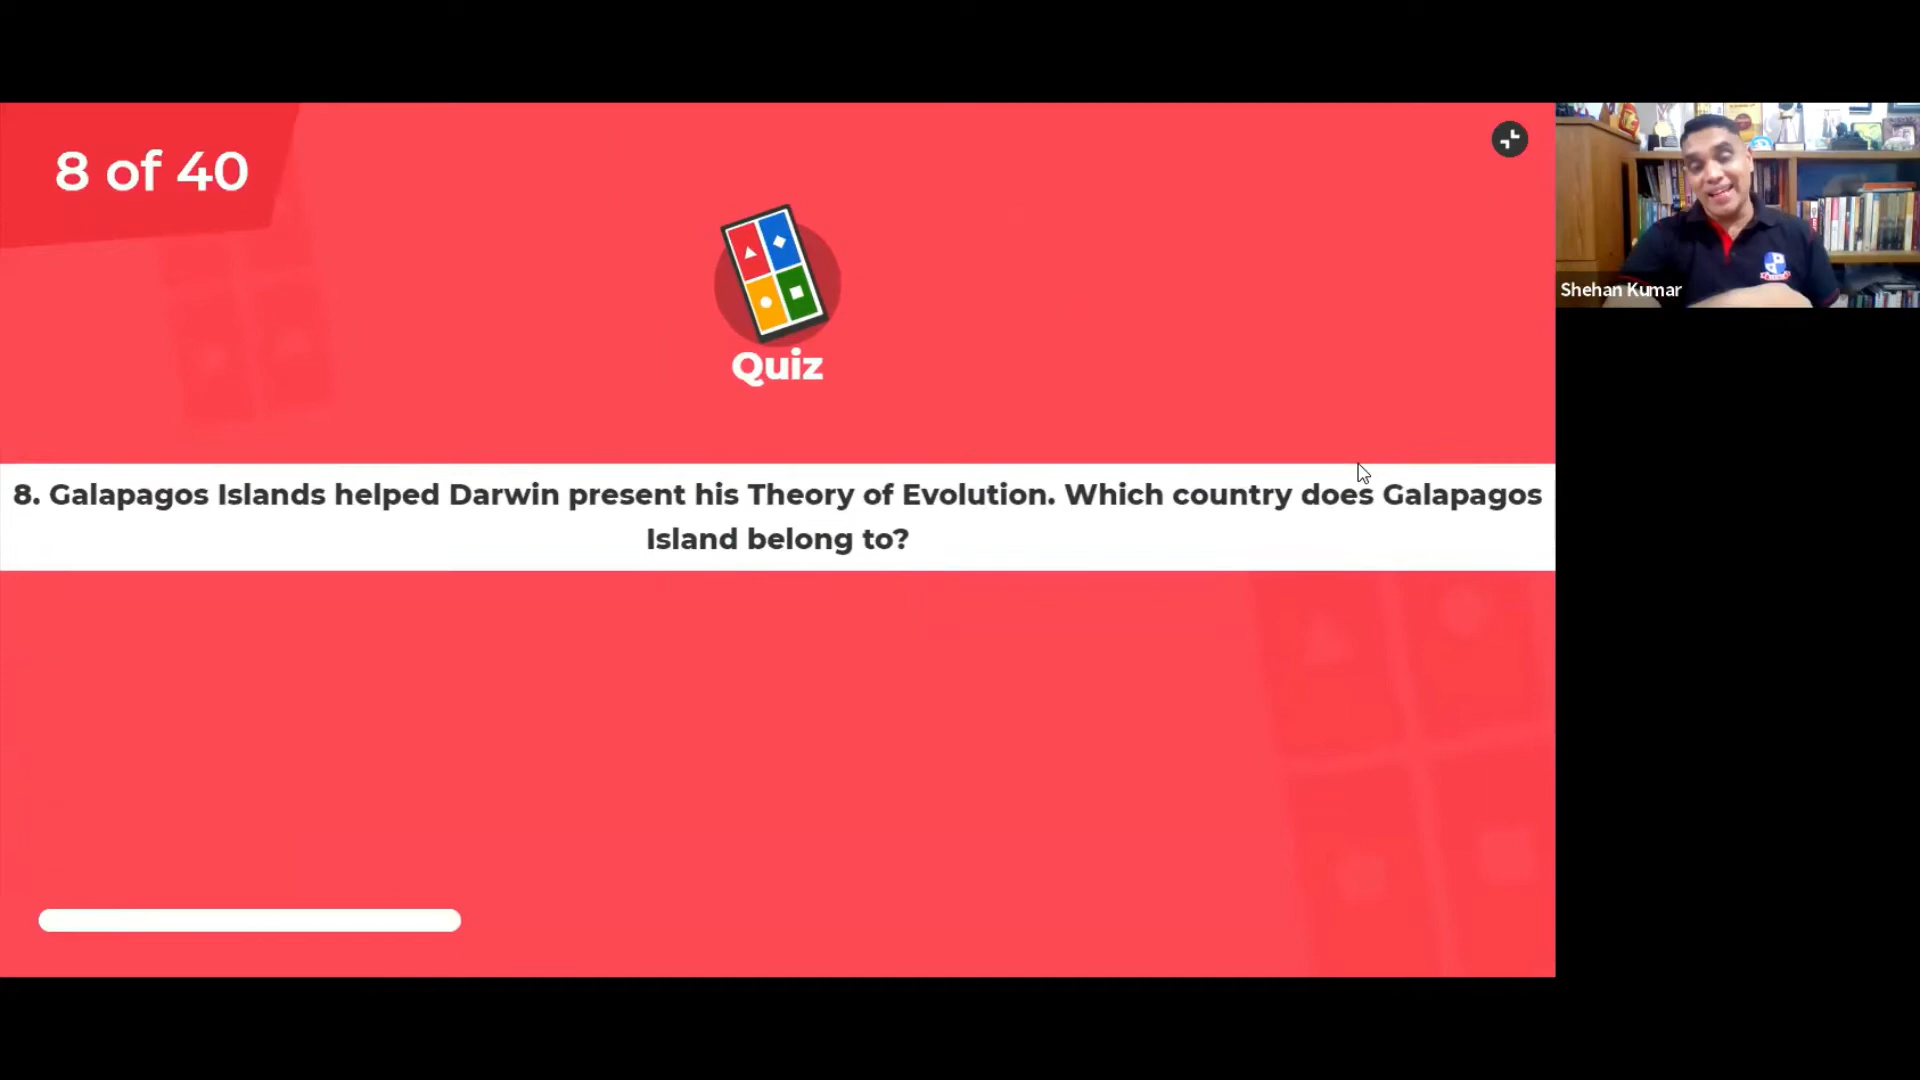 8 of 40
Quiz
8. Galapagos Islands helped Darwin present his Theory of Evolution. Which country does Galapagos
Island belong to?
Shehan Kumar